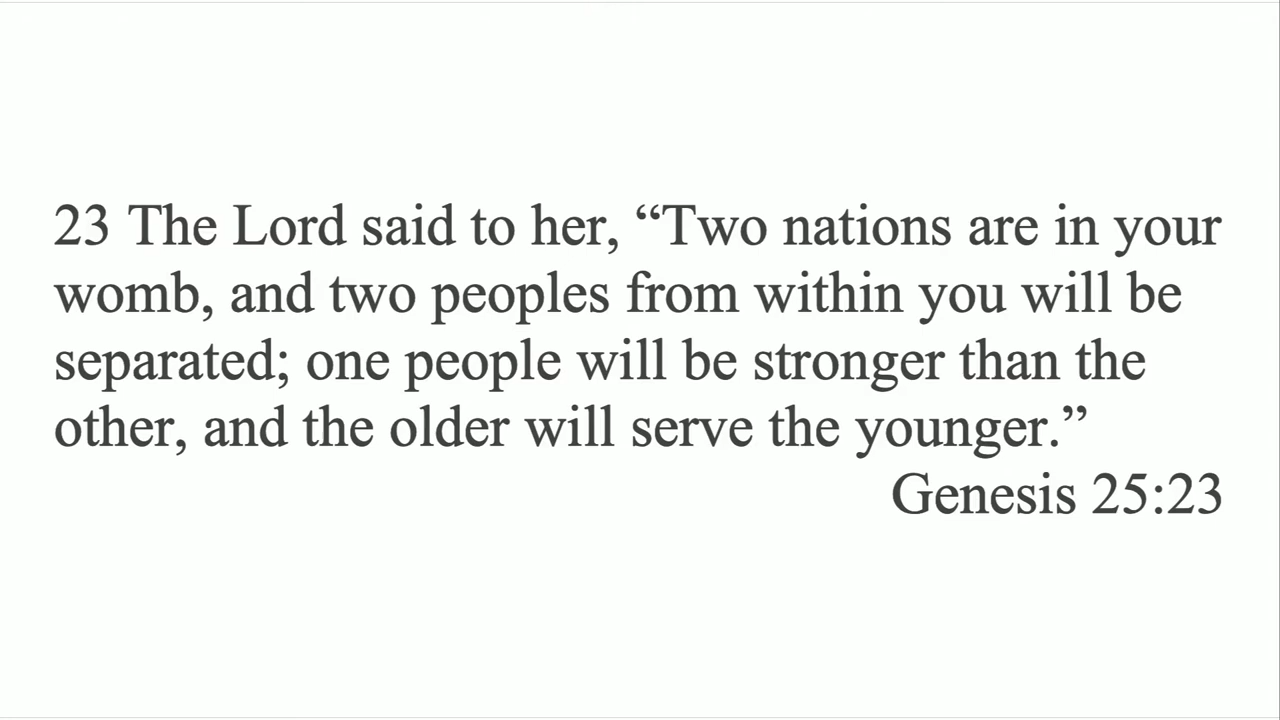 23 The Lord said to her, “Two nations are in your
womb, and two peoples from within you will be
separated; one people will be stronger than the
other, and the older will serve the younger.”
Genesis 25:23